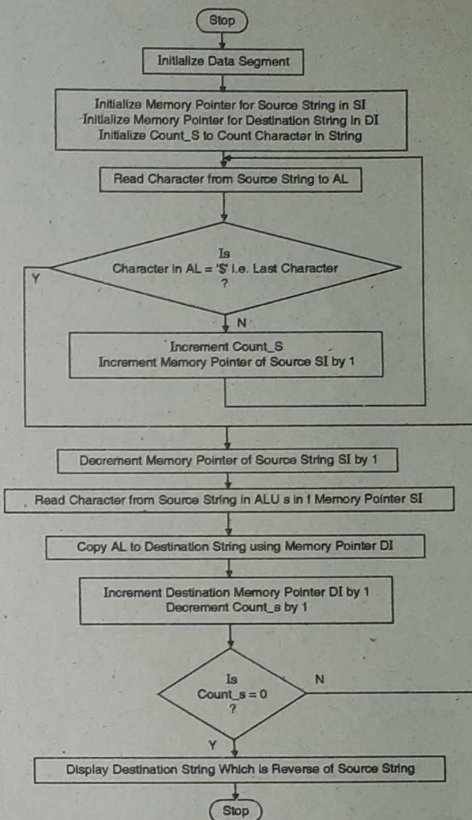 Stop
Initialize Data Segment
Initialize Memory Pointer for Source String in SI
Initialize Memory Pointer for Destination String in DI
Initialize Count_S to Count Character in String
Read Character from Source String to AL
Is
Character in AL = '$' i.e. Last Character
?
Y
N
Increment Count_S
Increment Memory Pointer of Source SI by 1
Decrement Memory Pointer of Source String SI by 1
Read Character from Source String in ALU s in f Memory Pointer SI
Copy AL to Destination String using Memory Pointer DI
Increment Destination Memory Pointer DI by 1
Decrement Count_s by 1
Is
Count_s = 0
?
N
Y
Display Destination String Which is Reverse of Source String
Stop